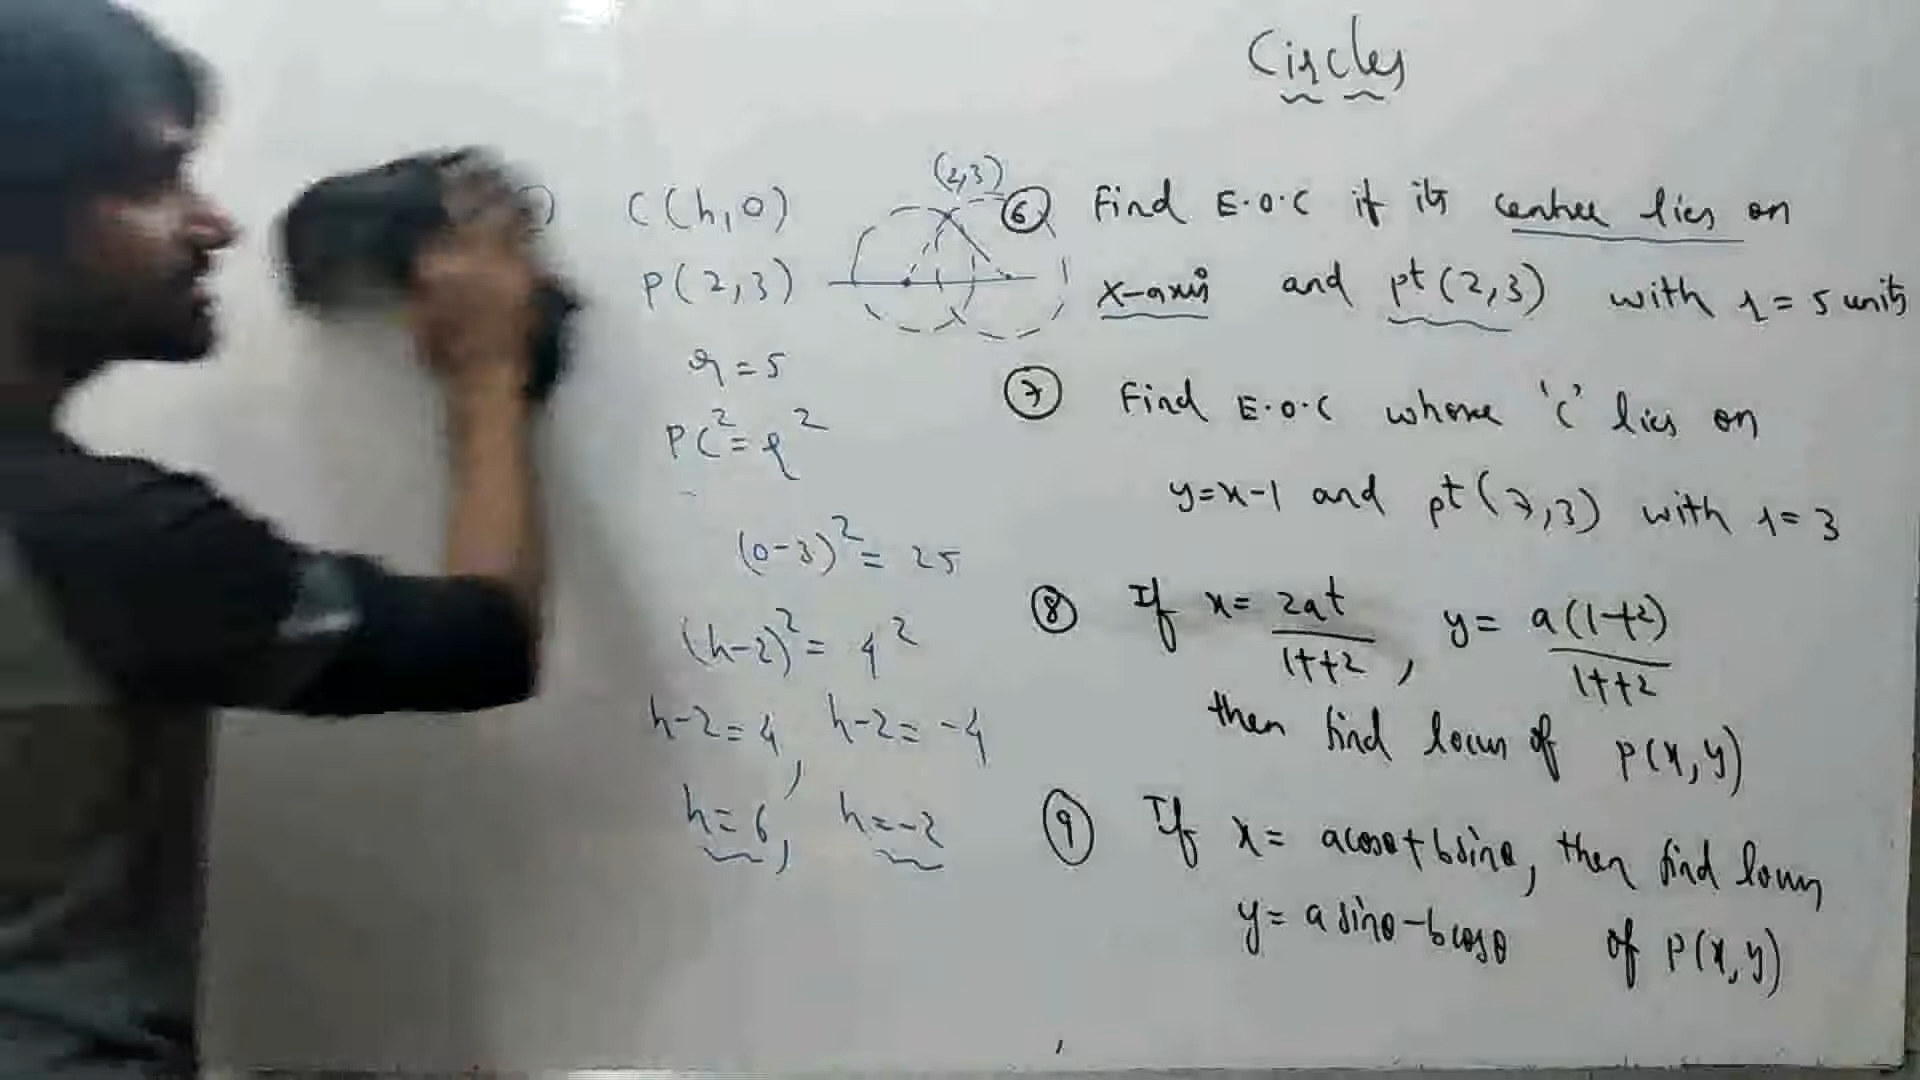 Circles
C(h,0)
P(2,3)
r=5
PC²=r²
(0-3)²= 25
(h-2)²= 4²
h-2=4, h-2=-4
h=6, h=-2
(2,3)
⑥ Find E.O.C if its centre lies on
X-axis and pt(2,3) with r=5 units
⑦ Find E.O.C whose 'C' lies on
y=x-1 and pt(7,3) with r=3
⑧ If x= 2at/1+t², y= a(1-t²)/1+t²
then find locus of P(x,y)
⑨ If x= acosθ+bsinθ, then find locus
y= asinθ-bcosθ of P(x,y)